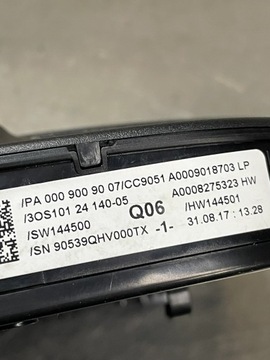 /PA 000 900 90 07/CC9051 A0009018703 LP
/3OS101 24 140-05 Q06 A0008275323 HW
/SW144500 /HW144501
/SN 90539QHV000TX -1- 31.08.17 : 13.28